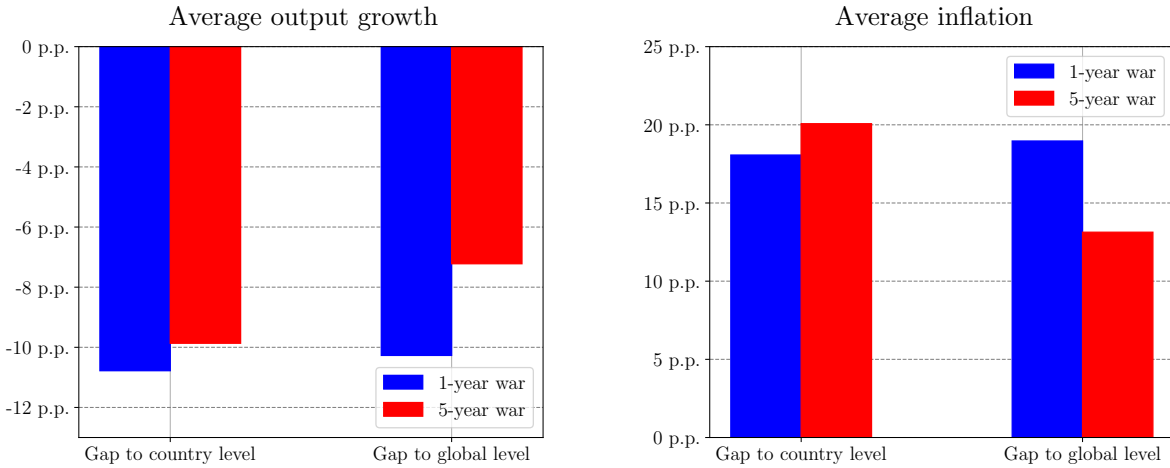 Average output growth
0 p.p.
-2 p.p.
-4 p.p.
-6 p.p.
-8 p.p.
-10 p.p.
-12 p.p.
1-year war
5-year war
Gap to country level
Gap to global level
Average inflation
25 p.p.
20 p.p.
15 p.p.
10 p.p.
5 p.p.
0 p.p.
1-year war
5-year war
Gap to country level
Gap to global level